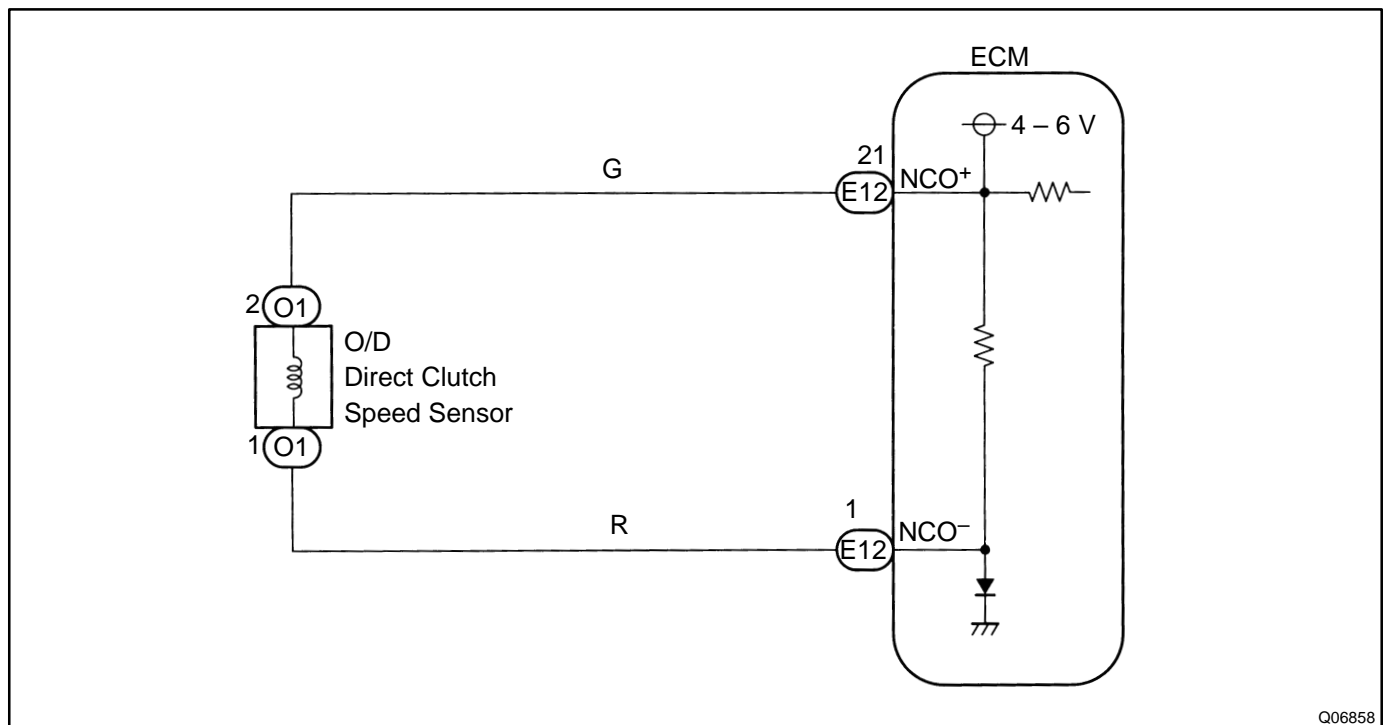 ECM
4 – 6 V
21
G
E12
NCO+
2
O1
O/D
Direct Clutch
Speed Sensor
1
O1
1
R
E12
NCO–
Q06858